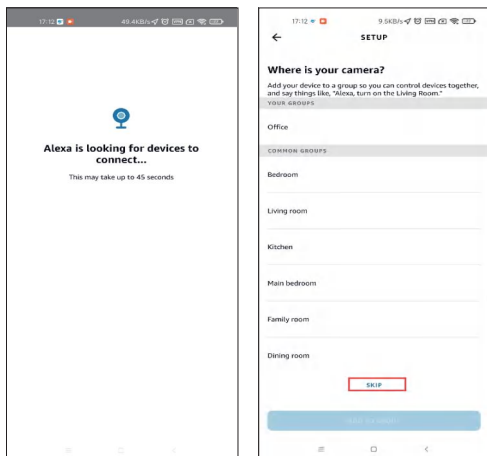 17:12
49.4KB/s
Alexa is looking for devices to
connect...
This may take up to 45 seconds
17:12
9.6KB/s
SETUP
Where is your camera?
Add your device to a group so you can control devices together,
and say things like, "Alexa, turn on the Living Room."
YOUR GROUPS
Office
COMMON GROUPS
Bedroom
Living room
Kitchen
Main bedroom
Family room
Dining room
SKIP